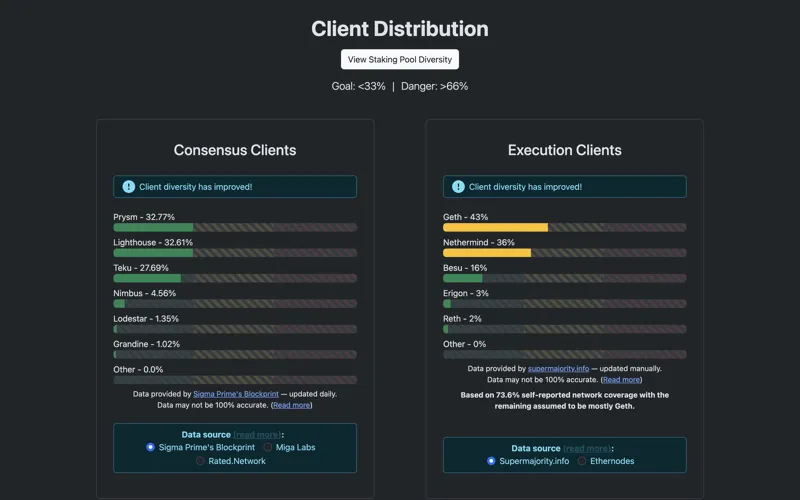 Client Distribution
View Staking Pool Diversity
Goal: <33% | Danger: >66%
Consensus Clients
! Client diversity has improved!
Prysm - 32.77%
Lighthouse - 32.61%
Teku - 27.69%
Nimbus - 4.56%
Lodestar - 1.35%
Grandine - 1.02%
Other - 0.0%
Data provided by Sigma Prime's Blockprint — updated daily.
Data may not be 100% accurate. (Read more)
Data source (read more):
Sigma Prime's Blockprint Miga Labs
Rated.Network
Execution Clients
! Client diversity has improved!
Geth - 43%
Nethermind - 36%
Besu - 16%
Erigon - 3%
Reth - 2%
Other - 0%
Data provided by supermajority.info — updated manually.
Data may not be 100% accurate. (Read more)
Based on 73.6% self-reported network coverage with the
remaining assumed to be mostly Geth.
Data source (read more):
Supermajority.info Ethernodes